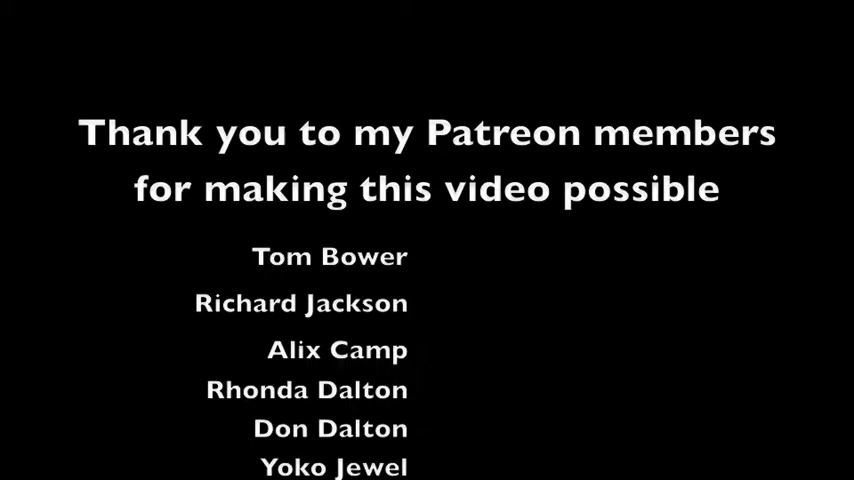 Thank you to my Patreon members
for making this video possible
Tom Bower
Richard Jackson
Alix Camp
Rhonda Dalton
Don Dalton
Yoko Jewel